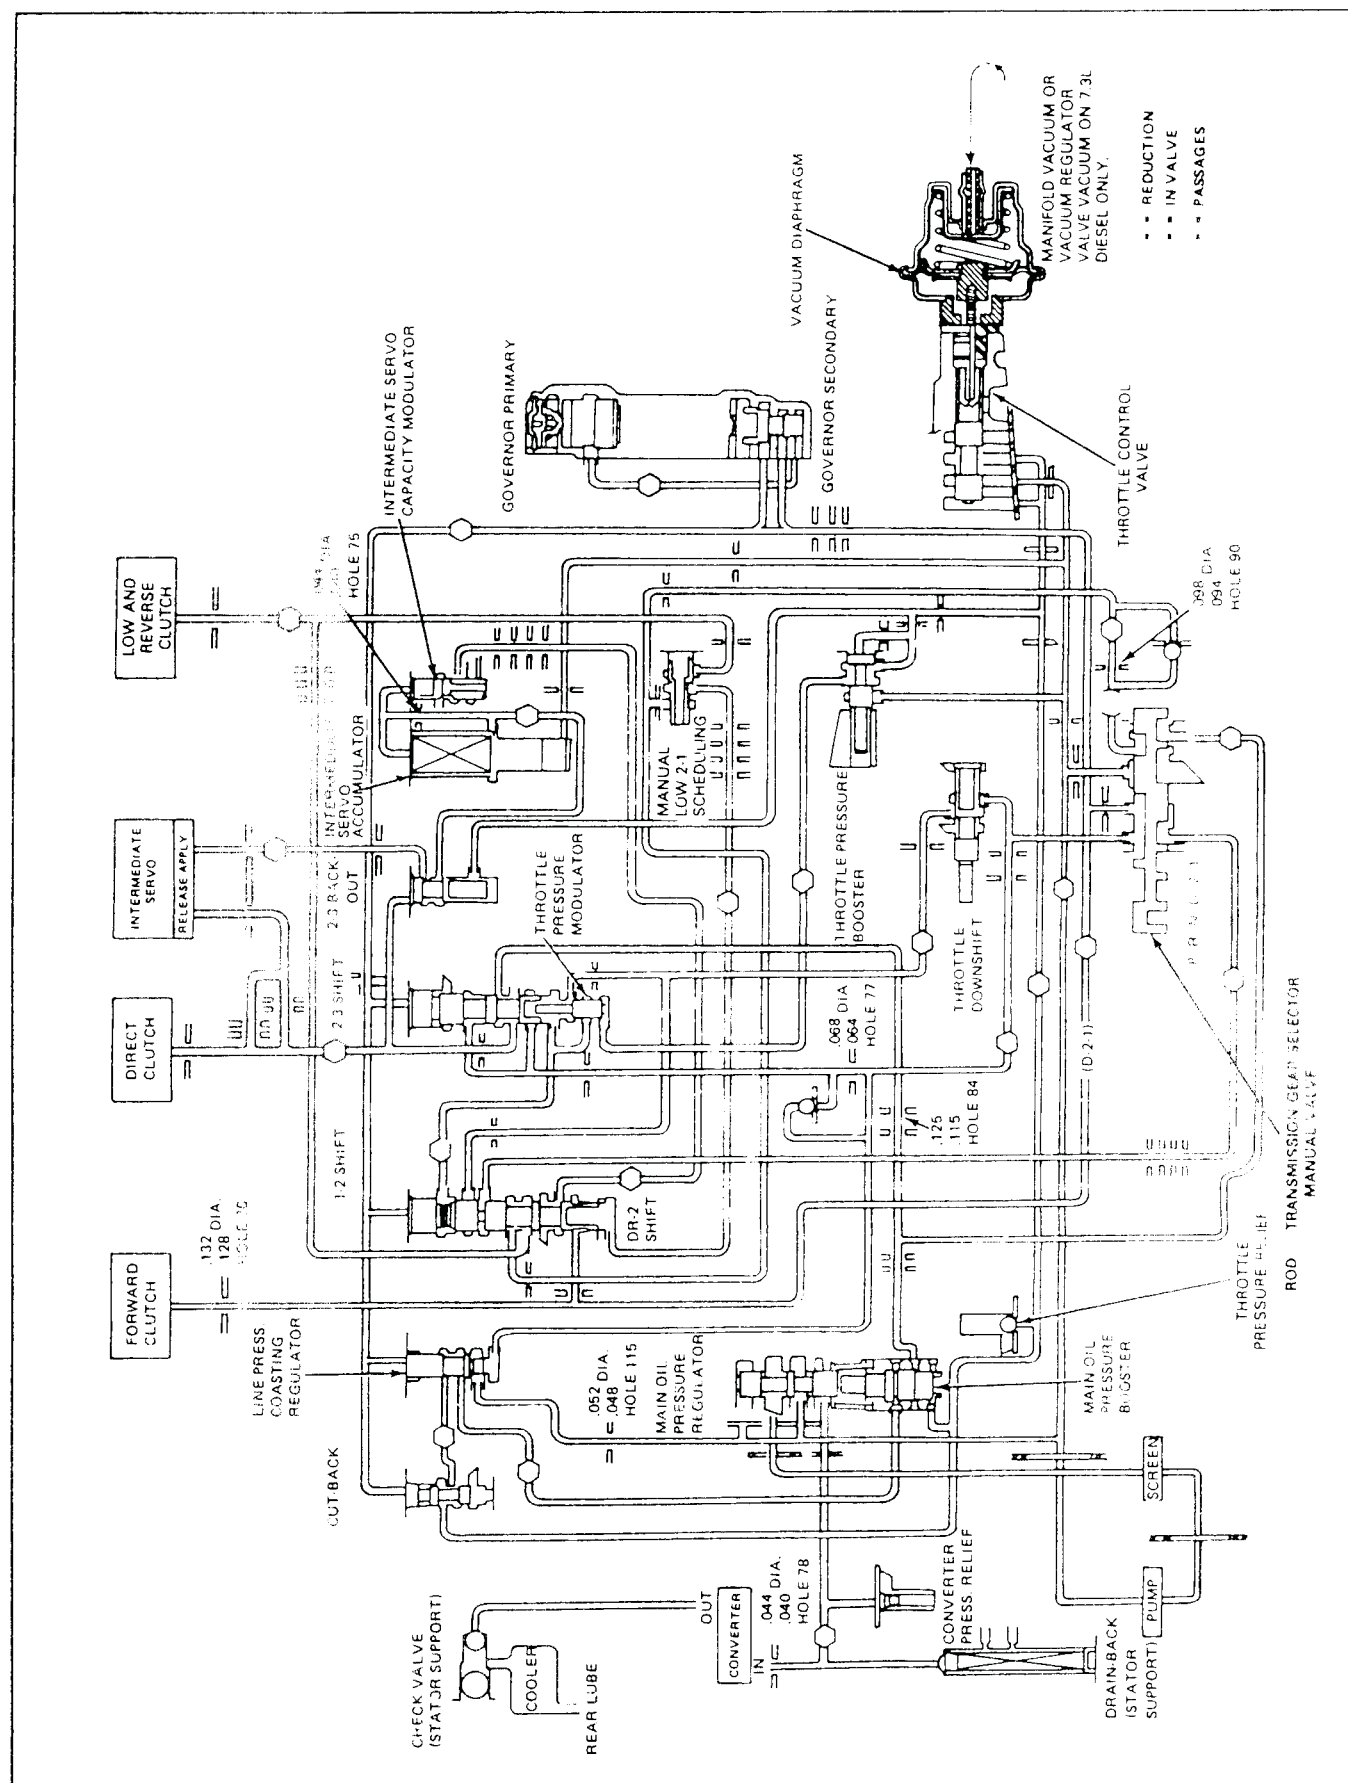 LOW AND
REVERSE
CLUTCH
INTERMEDIATE
SERVO
RELEASE APPLY
DIRECT
CLUTCH
FORWARD
CLUTCH
.132 DIA.
.128
LINE PRESS
COASTING
REGULATOR
CUT-BACK
CHECK VALVE
(STATOR SUPPORT)
COOLER
REAR LUBE
1-2 SHIFT
2-3 SHIFT
2-3 BACK-
OUT
SERVO
ACCUMULATOR
DIA
HOLE 75
INTERMEDIATE SERVO
CAPACITY MODULATOR
GOVERNOR PRIMARY
GOVERNOR SECONDARY
VACUUM DIAPHRAGM
MANIFOLD VACUUM OR
VACUUM REGULATOR
VALVE VACUUM ON 7.3L
DIESEL ONLY.
= = REDUCTION
= = IN VALVE
= = PASSAGES
THROTTLE CONTROL
VALVE
.098 DIA
.094
HOLE 90
MANUAL
LOW 2-1
SCHEDULING
THROTTLE
PRESSURE
MODULATOR
THROTTLE PRESSURE
BOOSTER
THROTTLE
DOWNSHIFT
.068 DIA
.064
HOLE 77
.125
.115
HOLE 84
DR-2
SHIFT
(D-2-1)
P R N D 2 1
TRANSMISSION GEAR SELECTOR
MANUAL VALVE
ROD
THROTTLE
PRESSURE RELIEF
.052 DIA.
.048
HOLE 115
MAIN OIL
PRESSURE
REGULATOR
MAIN OIL
PRESSURE
BOOSTER
OUT
CONVERTER
IN
.044 DIA.
.040
HOLE 78
CONVERTER
PRESS. RELIEF
DRAIN-BACK
(STATOR
SUPPORT)
PUMP
SCREEN